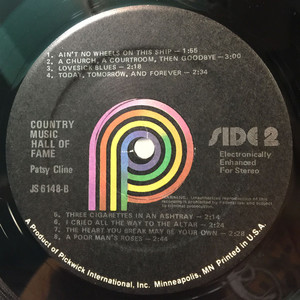 1. AIN'T NO WHEELS ON THIS SHIP — 1:55
2. A CHURCH, A COURTROOM, THEN GOODBYE — 3:00
3. LOVESICK BLUES — 2:18
4. TODAY, TOMORROW, AND FOREVER — 2:34
COUNTRY
MUSIC
HALL OF
FAME
Patsy Cline
JS 6148-B
SIDE 2
Electronically
Enhanced
For Stereo
5. THREE CIGARETTES IN AN ASHTRAY — 2:14
6. I CRIED ALL THE WAY TO THE ALTAR — 2:14
7. THE HEART YOU BREAK MAY BE YOUR OWN — 2:28
8. A POOR MAN'S ROSES — 2:44
A Product of Pickwick International, Inc. Minneapolis, MN Printed in U.S.A.